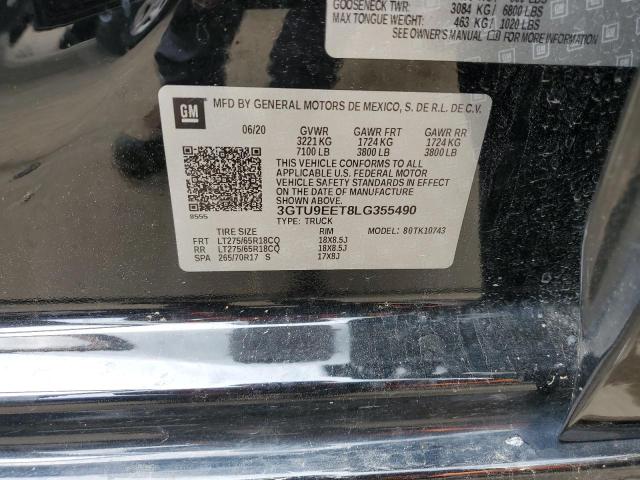 GOOSENECK TWR: 3084 KG / 6800 LBS
MAX TONGUE WEIGHT: 463 KG / 1020 LBS
SEE OWNER'S MANUAL FOR MORE INFORMATION
GM
MFD BY GENERAL MOTORS DE MEXICO, S. DE R.L. DE C.V.
06/20 GVWR GAWR FRT GAWR RR
3221 KG 1724 KG 1724 KG
7100 LB 3800 LB 3800 LB
THIS VEHICLE CONFORMS TO ALL
APPLICABLE U.S. FEDERAL MOTOR
VEHICLE SAFETY STANDARDS IN EFFECT
ON THE DATE OF MANUFACTURE
SHOWN ABOVE.
8555 3GTU9EET8LG355490
TYPE: TRUCK MODEL: 80TK10743
TIRE SIZE RIM
FRT LT275/65R18CQ 18X8.5J
RR LT275/65R18CQ 18X8.5J
SPA 265/70R17 S 17X8J